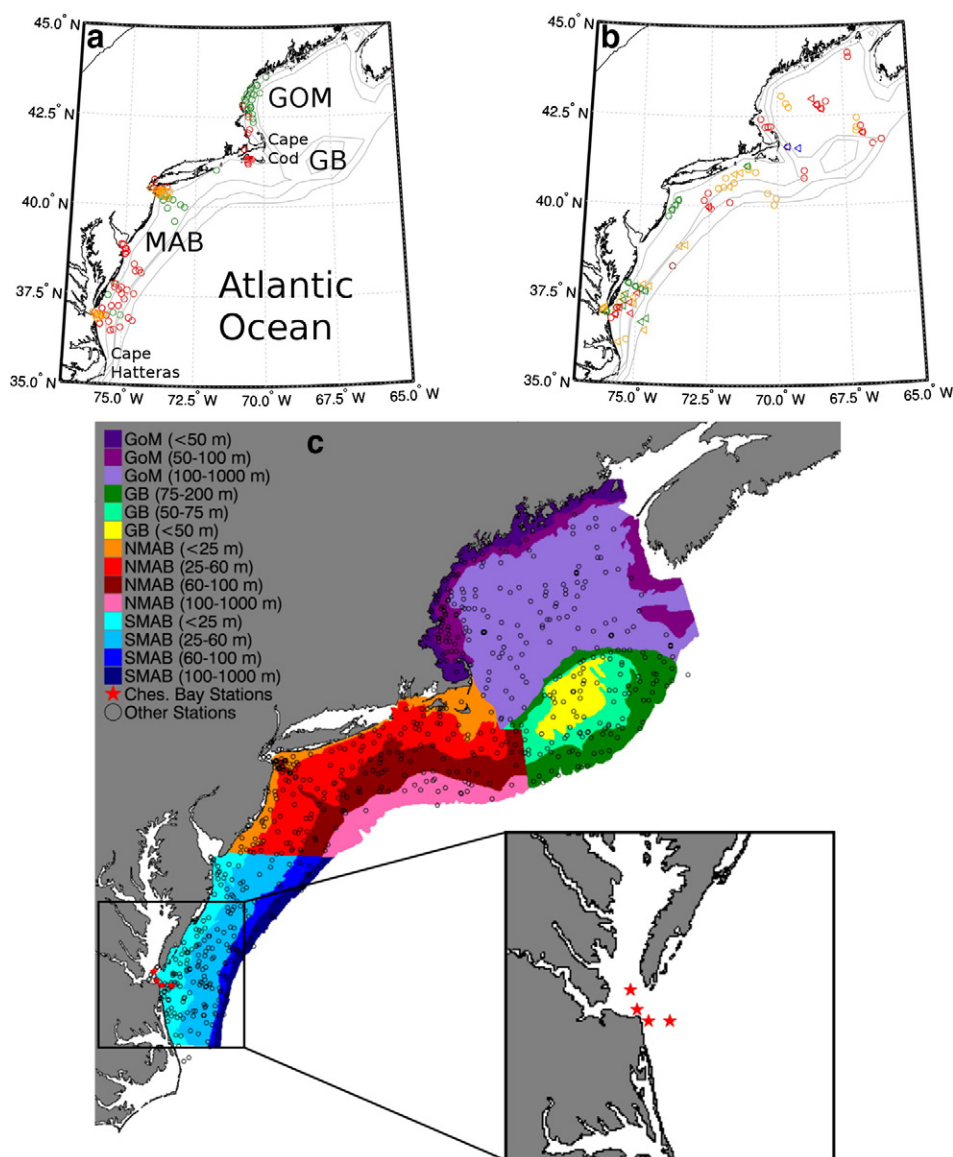 a
45.0° N
42.5° N
40.0° N
37.5° N
35.0° N
75.0° W
72.5° W
70.0° W
67.5° W
65.0° W
GOM
Cape
Cod
GB
MAB
Atlantic
Ocean
Cape
Hatteras
b
45.0° N
42.5° N
40.0° N
37.5° N
35.0° N
75.0° W
72.5° W
70.0° W
67.5° W
65.0° W
c
GoM (<50 m)
GoM (50-100 m)
GoM (100-1000 m)
GB (75-200 m)
GB (50-75 m)
GB (<50 m)
NMAB (<25 m)
NMAB (25-60 m)
NMAB (60-100 m)
NMAB (100-1000 m)
SMAB (<25 m)
SMAB (25-60 m)
SMAB (60-100 m)
SMAB (100-1000 m)
Ches. Bay Stations
Other Stations